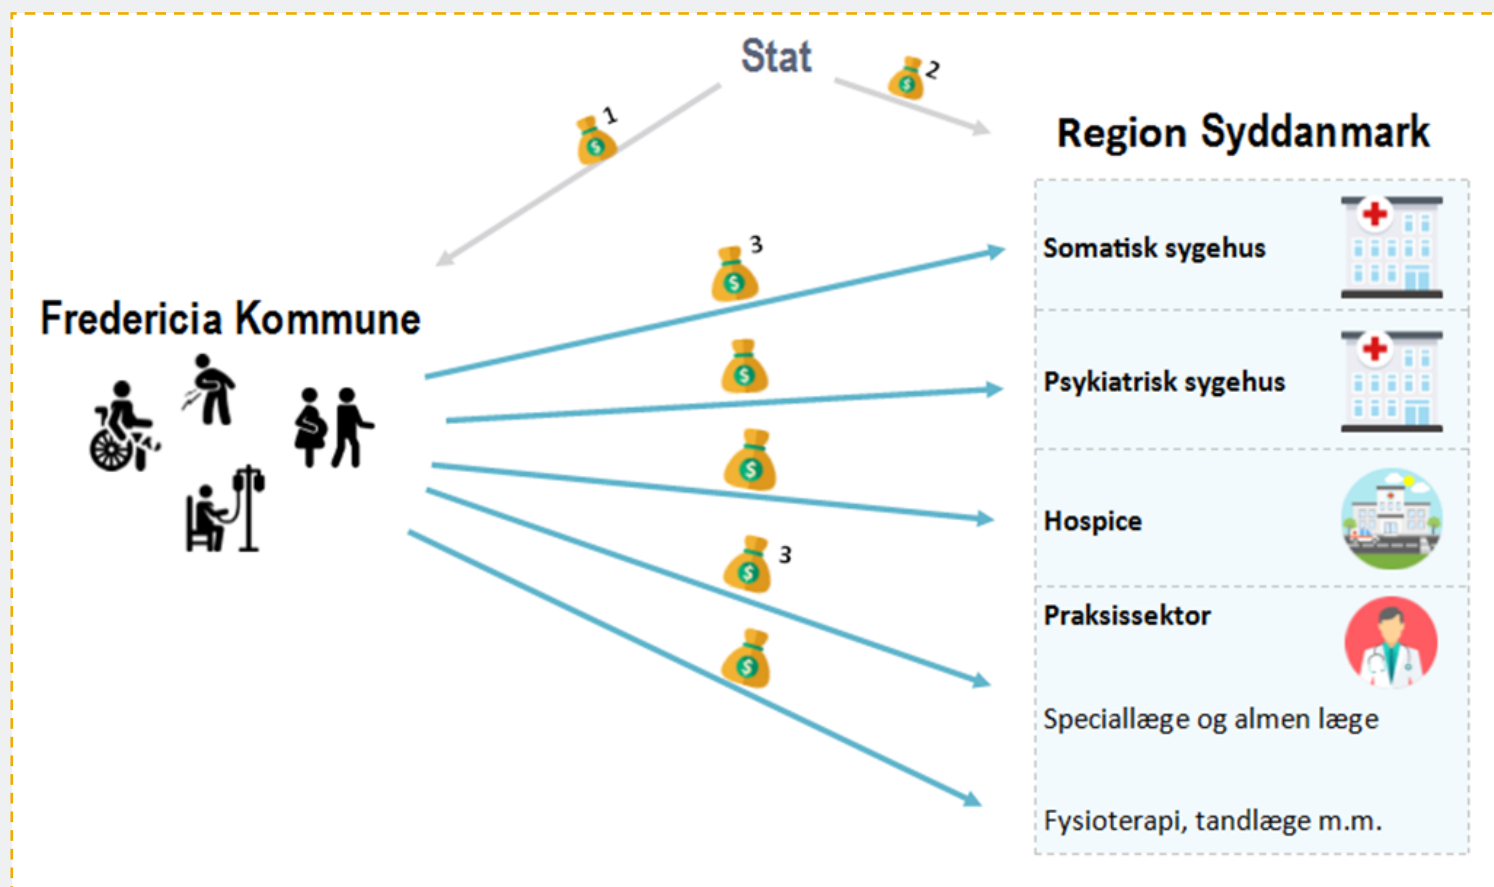 Stat
2
1
Region Syddanmark
3
Somatisk sygehus
Fredericia Kommune
Psykiatrisk sygehus
Hospice
3
Praksissektor
Speciallæge og almen læge
Fysioterapi, tandlæge m.m.